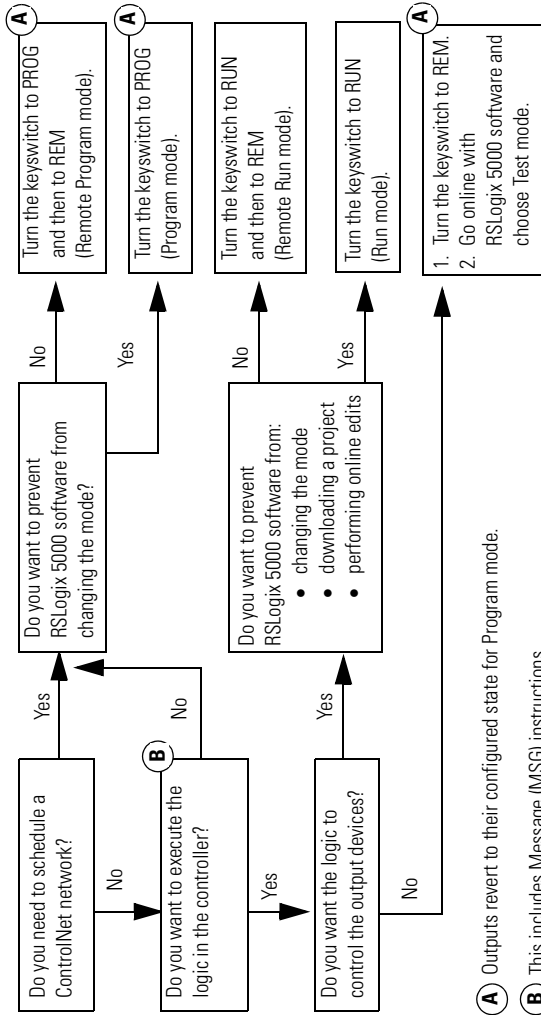 Do you need to schedule a
ControlNet network?
Yes
No
Do you want to prevent
RSLogix 5000 software from
changing the mode?
No
Yes
A
Turn the keyswitch to PROG
and then to REM
(Remote Program mode).
A
Turn the keyswitch to PROG
(Program mode).
B
Do you want to execute the
logic in the controller?
No
Yes
Do you want the logic to
control the output devices?
Yes
No
Do you want to prevent
RSLogix 5000 software from:
• changing the mode
• downloading a project
• performing online edits
No
Yes
Turn the keyswitch to RUN
and then to REM
(Remote Run mode).
Turn the keyswitch to RUN
(Run mode).
A
1. Turn the keyswitch to REM.
2. Go online with
RSLogix 5000 software and
choose Test mode.
A Outputs revert to their configured state for Program mode.
B This includes Message (MSG) instructions